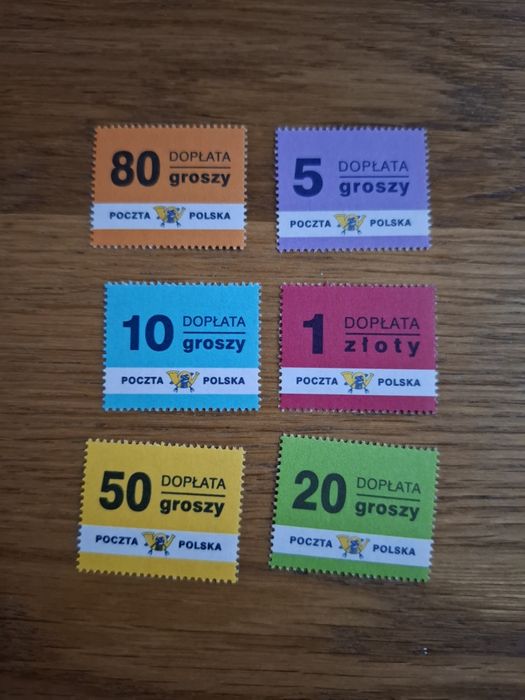 80 DOPŁATA
groszy
POCZTA POLSKA
5 DOPŁATA
groszy
POCZTA POLSKA
10 DOPŁATA
groszy
POCZTA POLSKA
1 DOPŁATA
złoty
POCZTA POLSKA
50 DOPŁATA
groszy
POCZTA POLSKA
20 DOPŁATA
groszy
POCZTA POLSKA